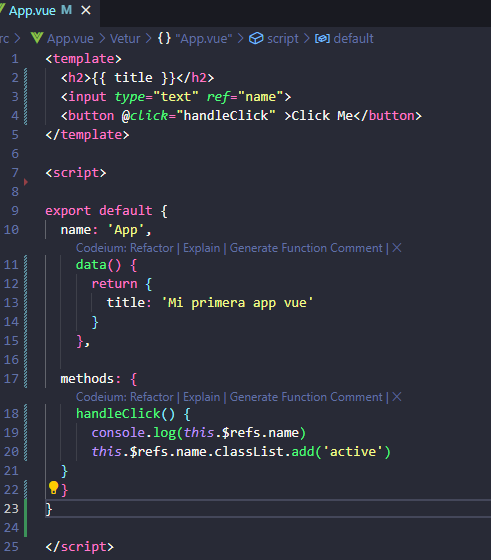 App.vue M ×
rc > App.vue > Vetur > {} "App.vue" > script > default
1 <template>
2 <h2>{{ title }}</h2>
3 <input type="text" ref="name">
4 <button @click="handleClick" >Click Me</button>
5 </template>
6
7 <script>
8
9 export default {
10 name: 'App',
Codeium: Refactor | Explain | Generate Function Comment | ×
11 data() {
12 return {
13 title: 'Mi primera app vue'
14 }
15 },
16
17 methods: {
Codeium: Refactor | Explain | Generate Function Comment | ×
18 handleClick() {
19 console.log(this.$refs.name)
20 this.$refs.name.classList.add('active')
21 }
22 }
23 }
24
25 </script>